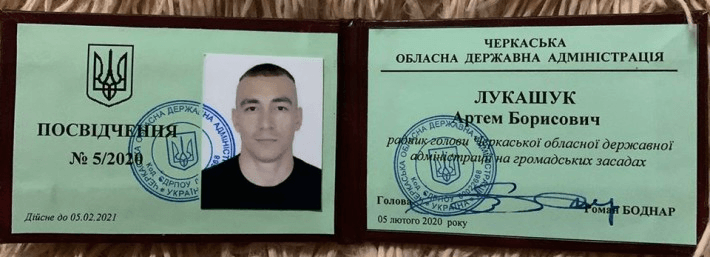 ПОСВІДЧЕННЯ
№ 5/2020
Дійсне до 05.02.2021
ЧЕРКАСЬКА
ОБЛАСНА ДЕРЖАВНА АДМІНІСТРАЦІЯ
ЛУКАШУК
Артем Борисович
радник голови Черкаської обласної державної
адміністрації на громадських засадах
Голова
Роман БОДНАР
05 лютого 2020 року